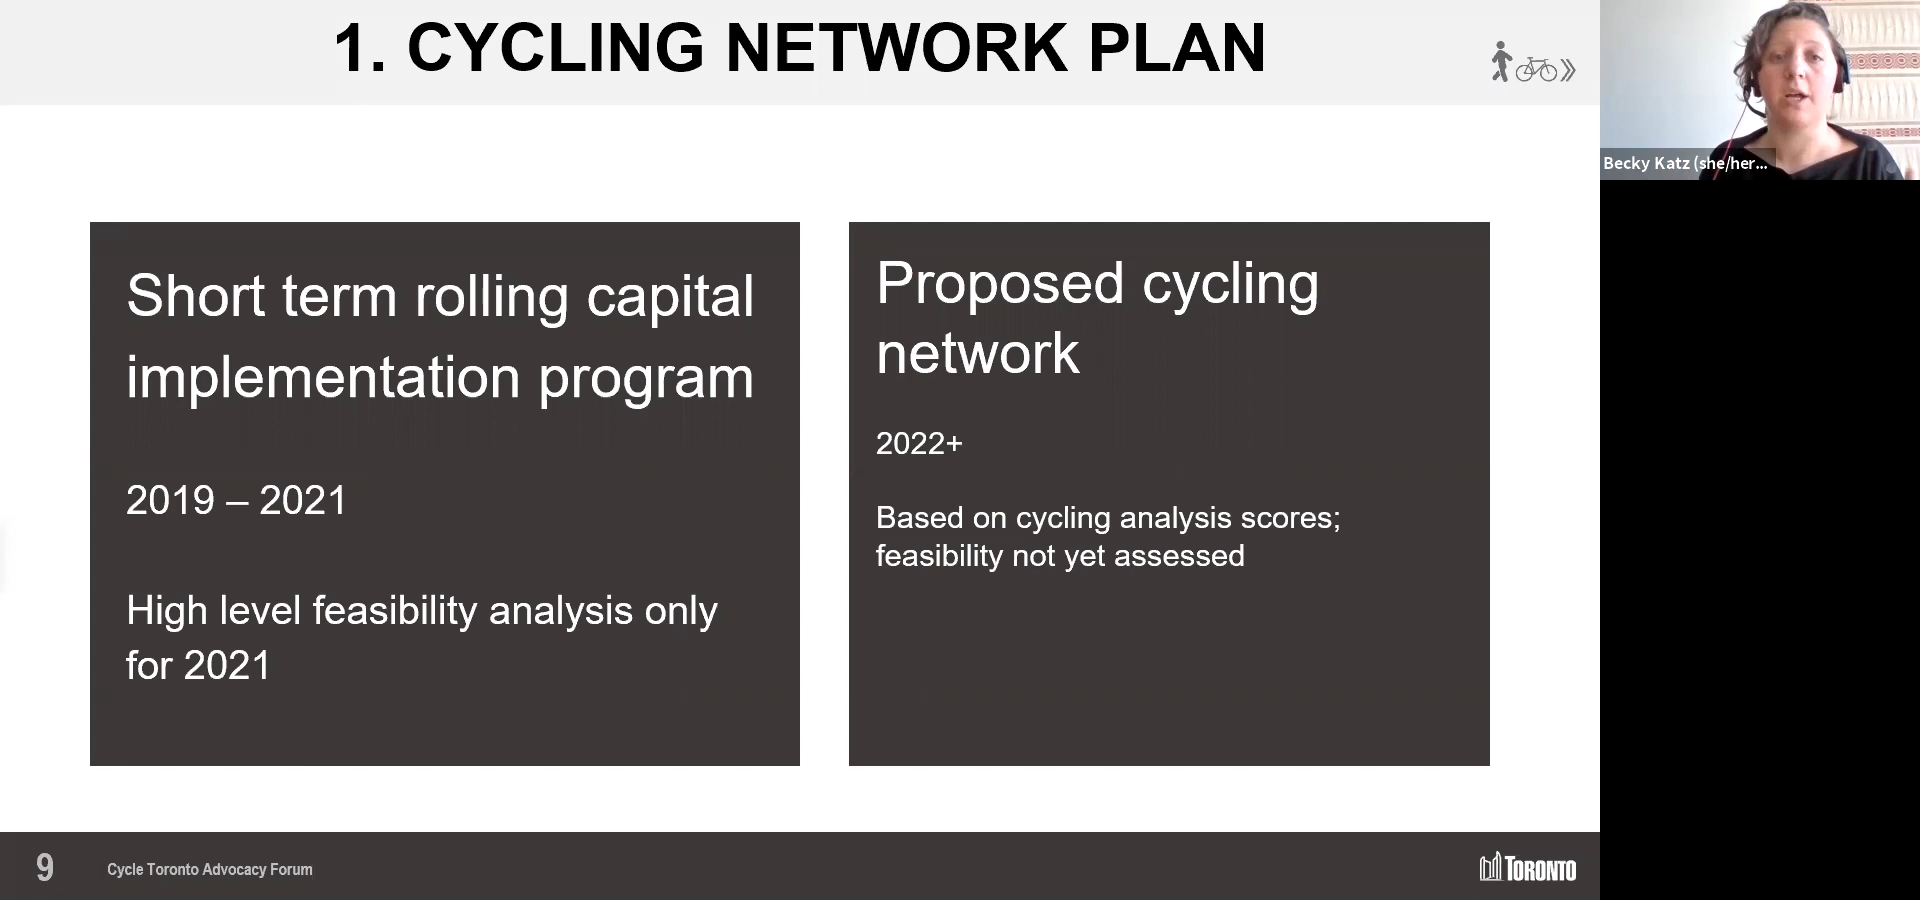 1. CYCLING NETWORK PLAN
Becky Katz (she/her...
Short term rolling capital
implementation program
2019 – 2021
High level feasibility analysis only
for 2021
Proposed cycling
network
2022+
Based on cycling analysis scores;
feasibility not yet assessed
9
Cycle Toronto Advocacy Forum
TORONTO